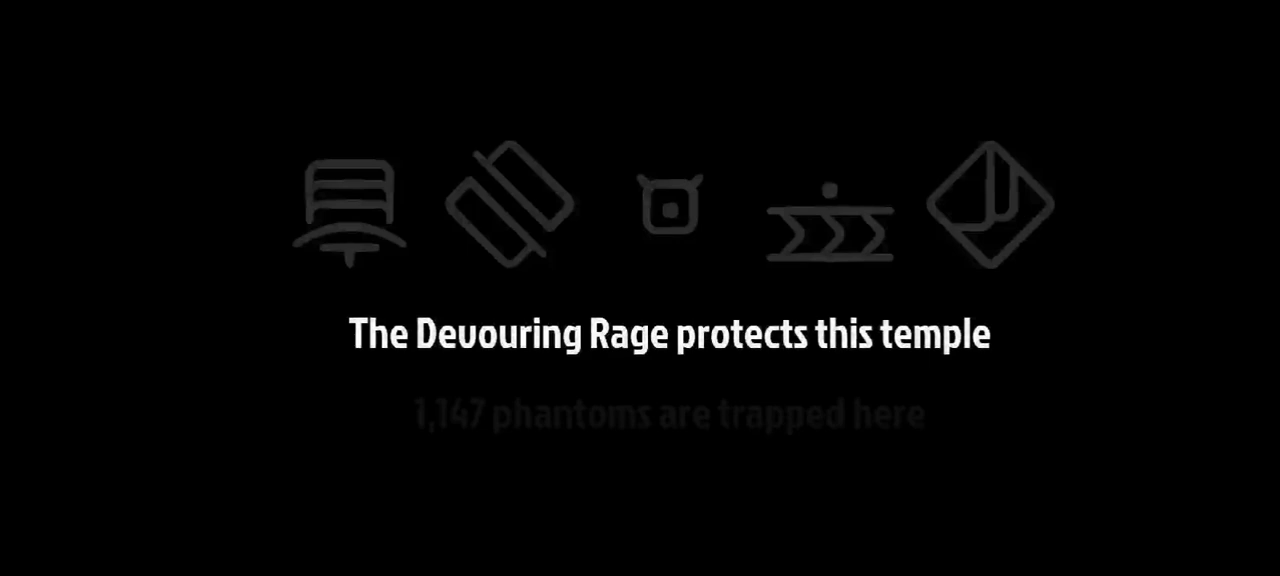 The Devouring Rage protects this temple
1,147 phantoms are trapped here